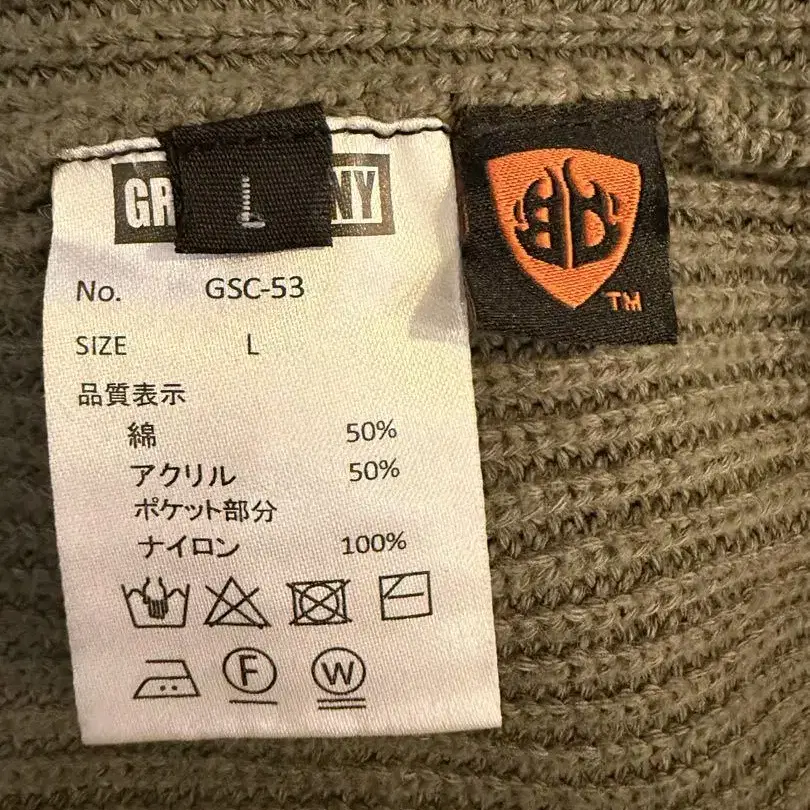 GR NY
L
TM
No. GSC-53
SIZE L
品質表示
綿 50%
アクリル 50%
ポケット部分
ナイロン 100%
F W